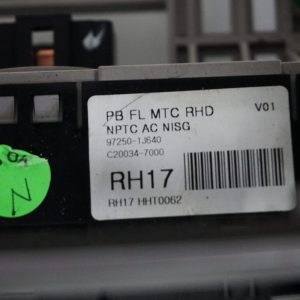 PB FL MTC RHD V01
NPTC AC NISG
97250-1J640
C20034-7000
RH17
RH17 HHT0062
N